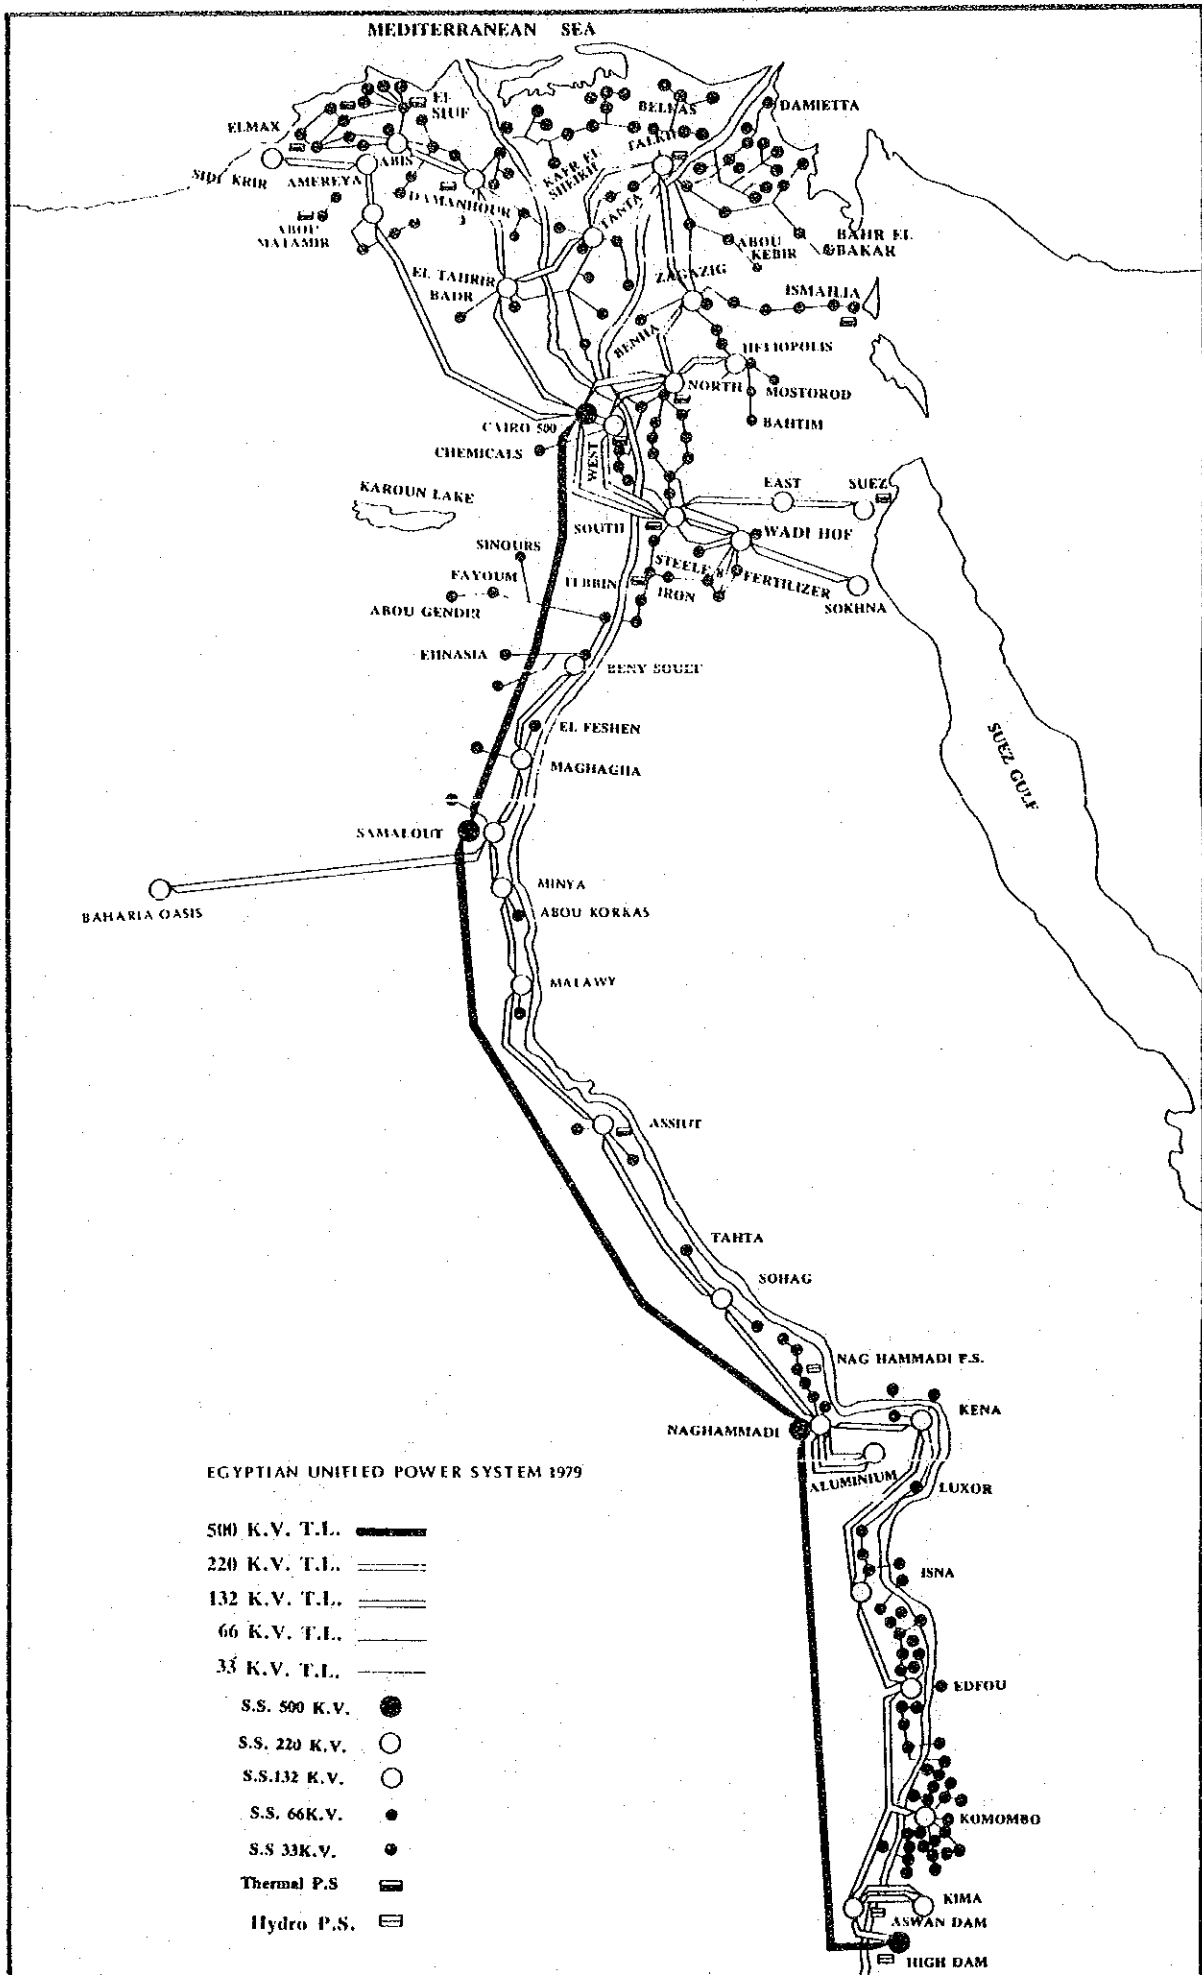 MEDITERRANEAN SEA
EL
SIUF
ELMAX
BELKAS
DAMIETTA
TALKHA
ABIS
SIDI KRIR
AMEREYA
KAFR EL
SHEIKH
DAMANHOUR
TANTA
ABOU
MATAMIR
ABOU
KEBIR
BAHR EL
BAKAR
EL TAHRIR
BADR
ZAGAZIG
ISMAILIA
BENHA
HELIOPOLIS
NORTH
MOSTOROD
CAIRO 500
BAHTIM
CHEMICALS
WEST
EAST
SUEZ
KAROUN LAKE
SOUTH
WADI HOF
SINOURS
STEELE &
IRON
FERTILIZER
FAYOUM
TEBBIN
SOKHNA
ABOU GENDIR
EHNASIA
BENY SOUEF
EL FESHEN
SUEZ GULF
MAGHAGHA
SAMALOUT
MINYA
BAHARIA OASIS
ABOU KORKAS
MALAWY
ASSIUT
TAHTA
SOHAG
NAG HAMMADI P.S.
KENA
NAGHAMMADI
ALUMINIUM
LUXOR
ISNA
EDFOU
KOMOMBO
KIMA
ASWAN DAM
HIGH DAM
EGYPTIAN UNIFIED POWER SYSTEM 1979
500 K.V. T.L.
220 K.V. T.L.
132 K.V. T.L.
66 K.V. T.L.
33 K.V. T.L.
S.S. 500 K.V.
S.S. 220 K.V.
S.S.132 K.V.
S.S. 66K.V.
S.S 33K.V.
Thermal P.S
Hydro P.S.